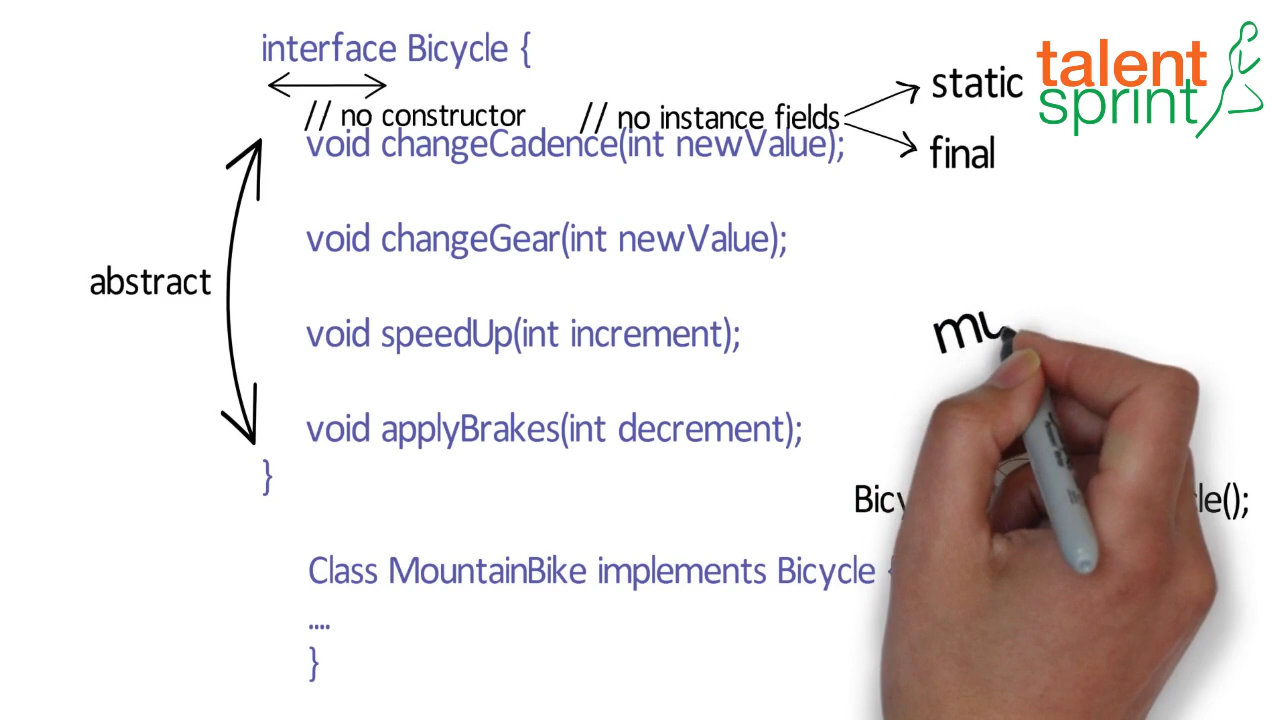 interface Bicycle {
// no constructor // no instance fields
static
final
talent
sprint
void changeCadence(int newValue);
void changeGear(int newValue);
abstract
void speedUp(int increment);
void applyBrakes(int decrement);
}
Class MountainBike implements Bicycle {
....
}